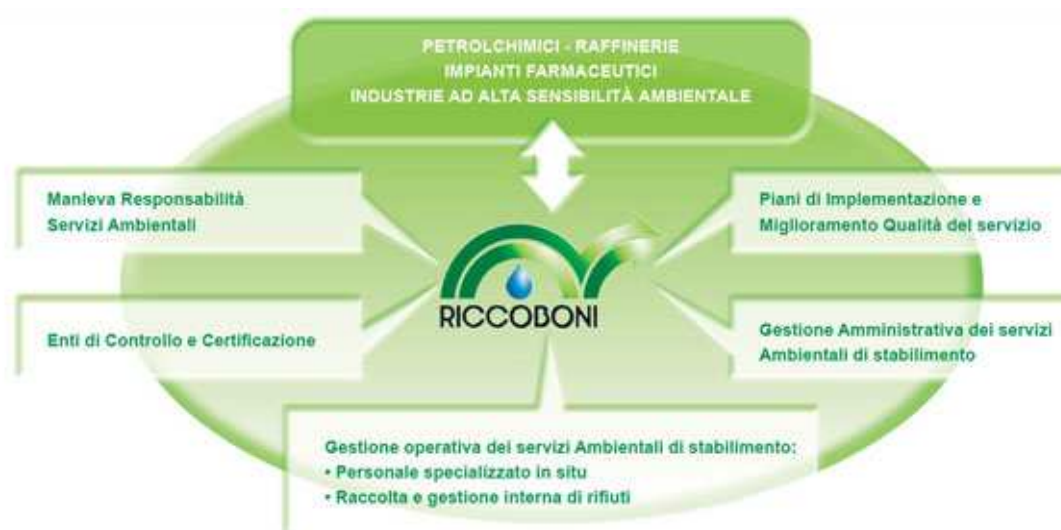 PETROLCHIMICI - RAFFINERIE
IMPIANTI FARMACEUTICI
INDUSTRIE AD ALTA SENSIBILITÀ AMBIENTALE
Manleva Responsabilità
Servizi Ambientali
Piani di Implementazione e
Miglioramento Qualità del servizio
RICCOBONI
Enti di Controllo e Certificazione
Gestione Amministrativa dei servizi
Ambientali di stabilimento
Gestione operativa dei servizi Ambientali di stabilimento:
• Personale specializzato in situ
• Raccolta e gestione interna di rifiuti